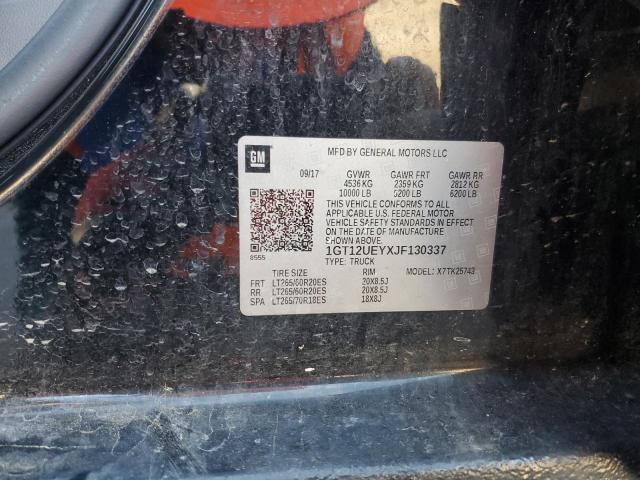 GM
MFD BY GENERAL MOTORS LLC
09/17 GVWR GAWR FRT GAWR RR
4536 KG 2359 KG 2812 KG
10000 LB 5200 LB 6200 LB
THIS VEHICLE CONFORMS TO ALL
APPLICABLE U.S. FEDERAL MOTOR
VEHICLE SAFETY STANDARDS IN EFFECT
ON THE DATE OF MANUFACTURE
SHOWN ABOVE.
8555 1GT12UEYXJF130337
TYPE: TRUCK MODEL: X7TK25743
TIRE SIZE RIM
FRT LT265/60R20ES 20X8.5J
RR LT265/60R20ES 20X8.5J
SPA LT265/70R18ES 18X8J